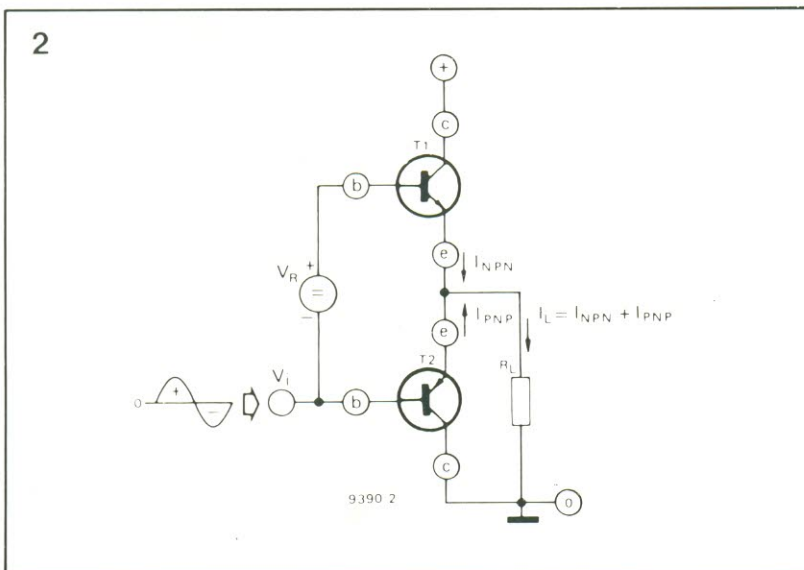 2
+
c
T1
b
e
I_NPN
V_R
+
=
−
I_PNP
I_L = I_NPN + I_PNP
e
T2
R_L
0
+
−
V_i
b
c
9390 2
0